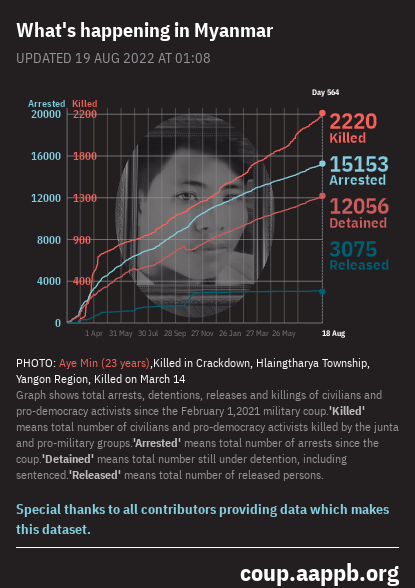 What's happening in Myanmar
UPDATED 19 AUG 2022 AT 01:08
Day 564
Arrested Killed
20000 2200
2220
Killed
16000 1800
15153
Arrested
12000 1300
12056
Detained
8000 900
3075
Released
4000 400
0
1 Apr 31 May 30 Jul 28 Sep 27 Nov 26 Jan 27 Mar 26 May 18 Aug
PHOTO: Aye Min (23 years),Killed in Crackdown, Hlaingtharya Township,
Yangon Region, Killed on March 14
Graph shows total arrests, detentions, releases and killings of civilians and
pro-democracy activists since the February 1,2021 military coup.'Killed'
means total number of civilians and pro-democracy activists killed by the junta
and pro-military groups.'Arrested' means total number of arrests since the
coup.'Detained' means total number still under detention, including
sentenced.'Released' means total number of released persons.
Special thanks to all contributors providing data which makes
this dataset.
coup.aappb.org